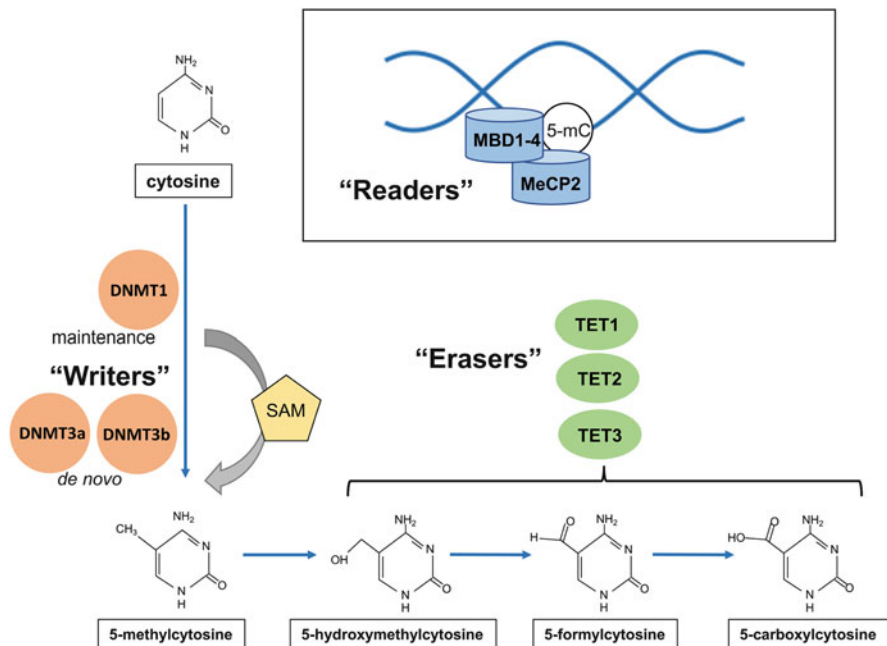 NH₂
N
O
N
H
cytosine
5-mC
MBD1-4
MeCP2
“Readers”
DNMT1
maintenance
“Writers”
DNMT3a
DNMT3b
de novo
SAM
“Erasers”
TET1
TET2
TET3
CH₃
NH₂
N
O
N
H
5-methylcytosine
OH
NH₂
N
O
N
H
5-hydroxymethylcytosine
H
O
NH₂
N
O
N
H
5-formylcytosine
HO
O
NH₂
N
O
N
H
5-carboxylcytosine